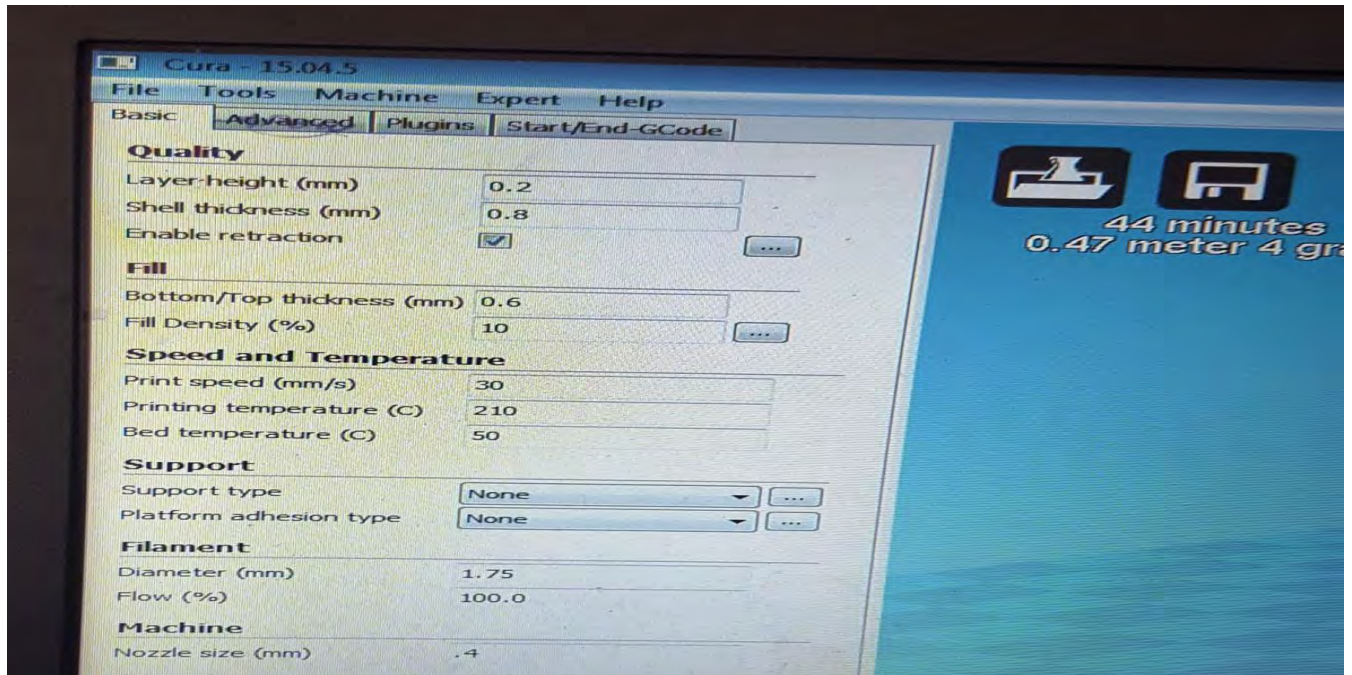 Cura - 15.04.5
File Tools Machine Expert Help
Basic Advanced Plugins Start/End-GCode
Quality
Layer-height (mm) 0.2
Shell thickness (mm) 0.8
Enable retraction ...
Fill
Bottom/Top thickness (mm) 0.6
Fill Density (%) 10 ...
Speed and Temperature
Print speed (mm/s) 30
Printing temperature (C) 210
Bed temperature (C) 50
Support
Support type None ...
Platform adhesion type None ...
Filament
Diameter (mm) 1.75
Flow (%) 100.0
Machine
Nozzle size (mm) .4
44 minutes
0.47 meter 4